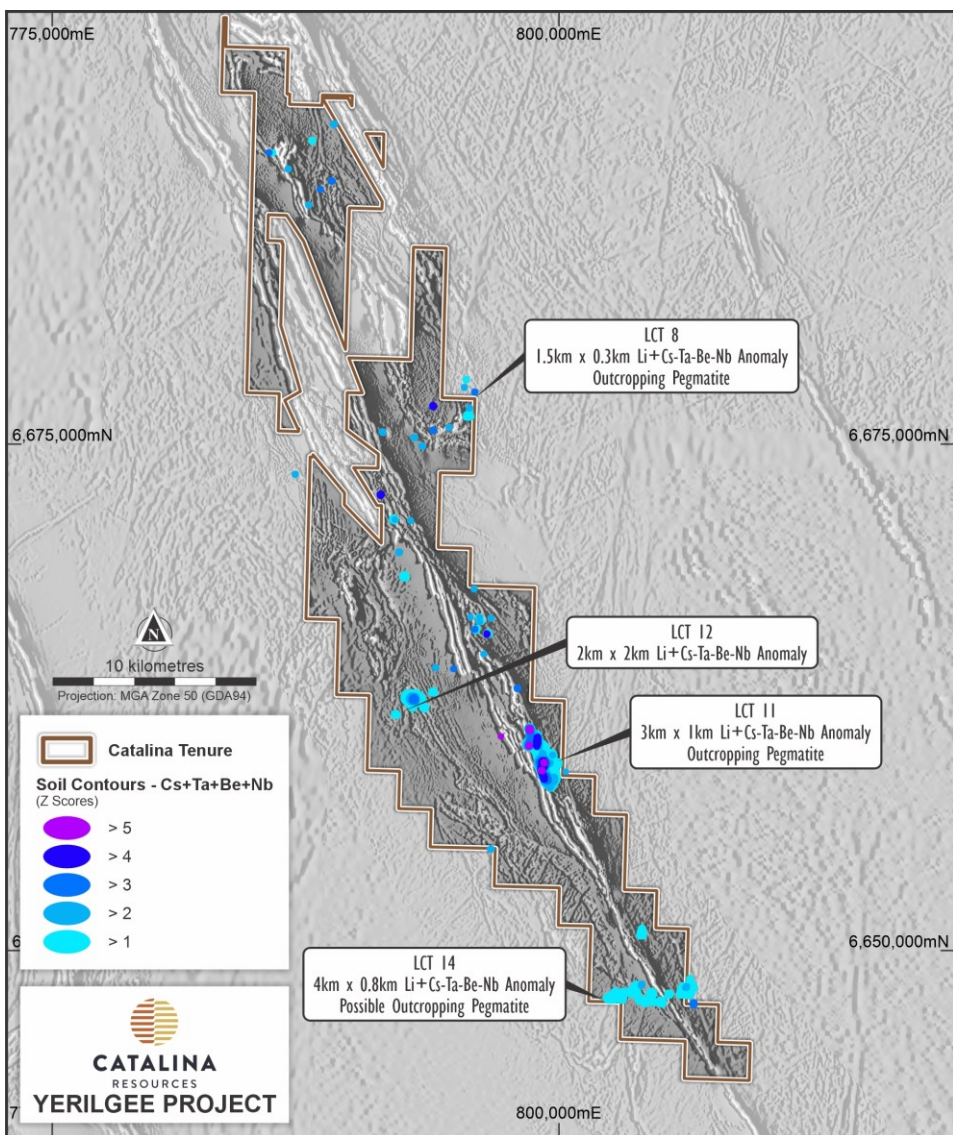 775,000mE
800,000mE
LCT 8
1.5km x 0.3km Li+Cs-Ta-Be-Nb Anomaly
Outcropping Pegmatite
6,675,000mN
6,675,000mN
N
10 kilometres
Projection: MGA Zone 50 (GDA94)
LCT 12
2km x 2km Li+Cs-Ta-Be-Nb Anomaly
LCT 11
3km x 1km Li+Cs-Ta-Be-Nb Anomaly
Outcropping Pegmatite
Catalina Tenure
Soil Contours - Cs+Ta+Be+Nb
(Z Scores)
> 5
> 4
> 3
> 2
> 1
6
6,650,000mN
LCT 14
4km x 0.8km Li+Cs-Ta-Be-Nb Anomaly
Possible Outcropping Pegmatite
CATALINA
RESOURCES
YERILGEE PROJECT
7
800,000mE